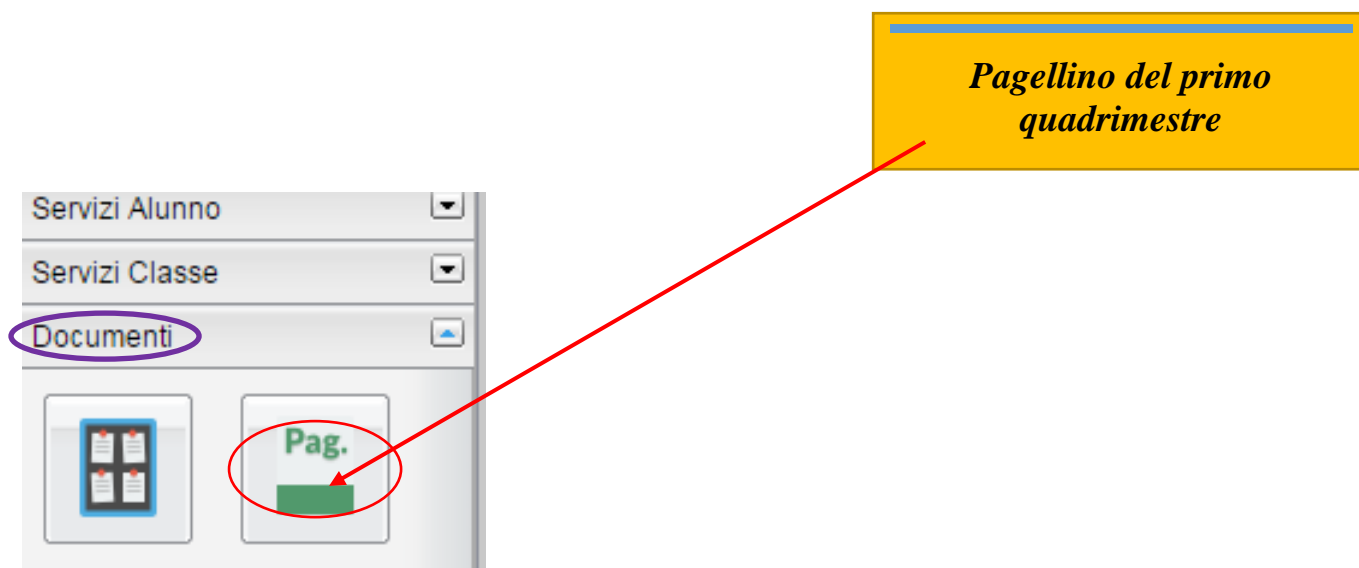 Pagellino del primo
quadrimestre
Servizi Alunno
Servizi Classe
Documenti
Pag.